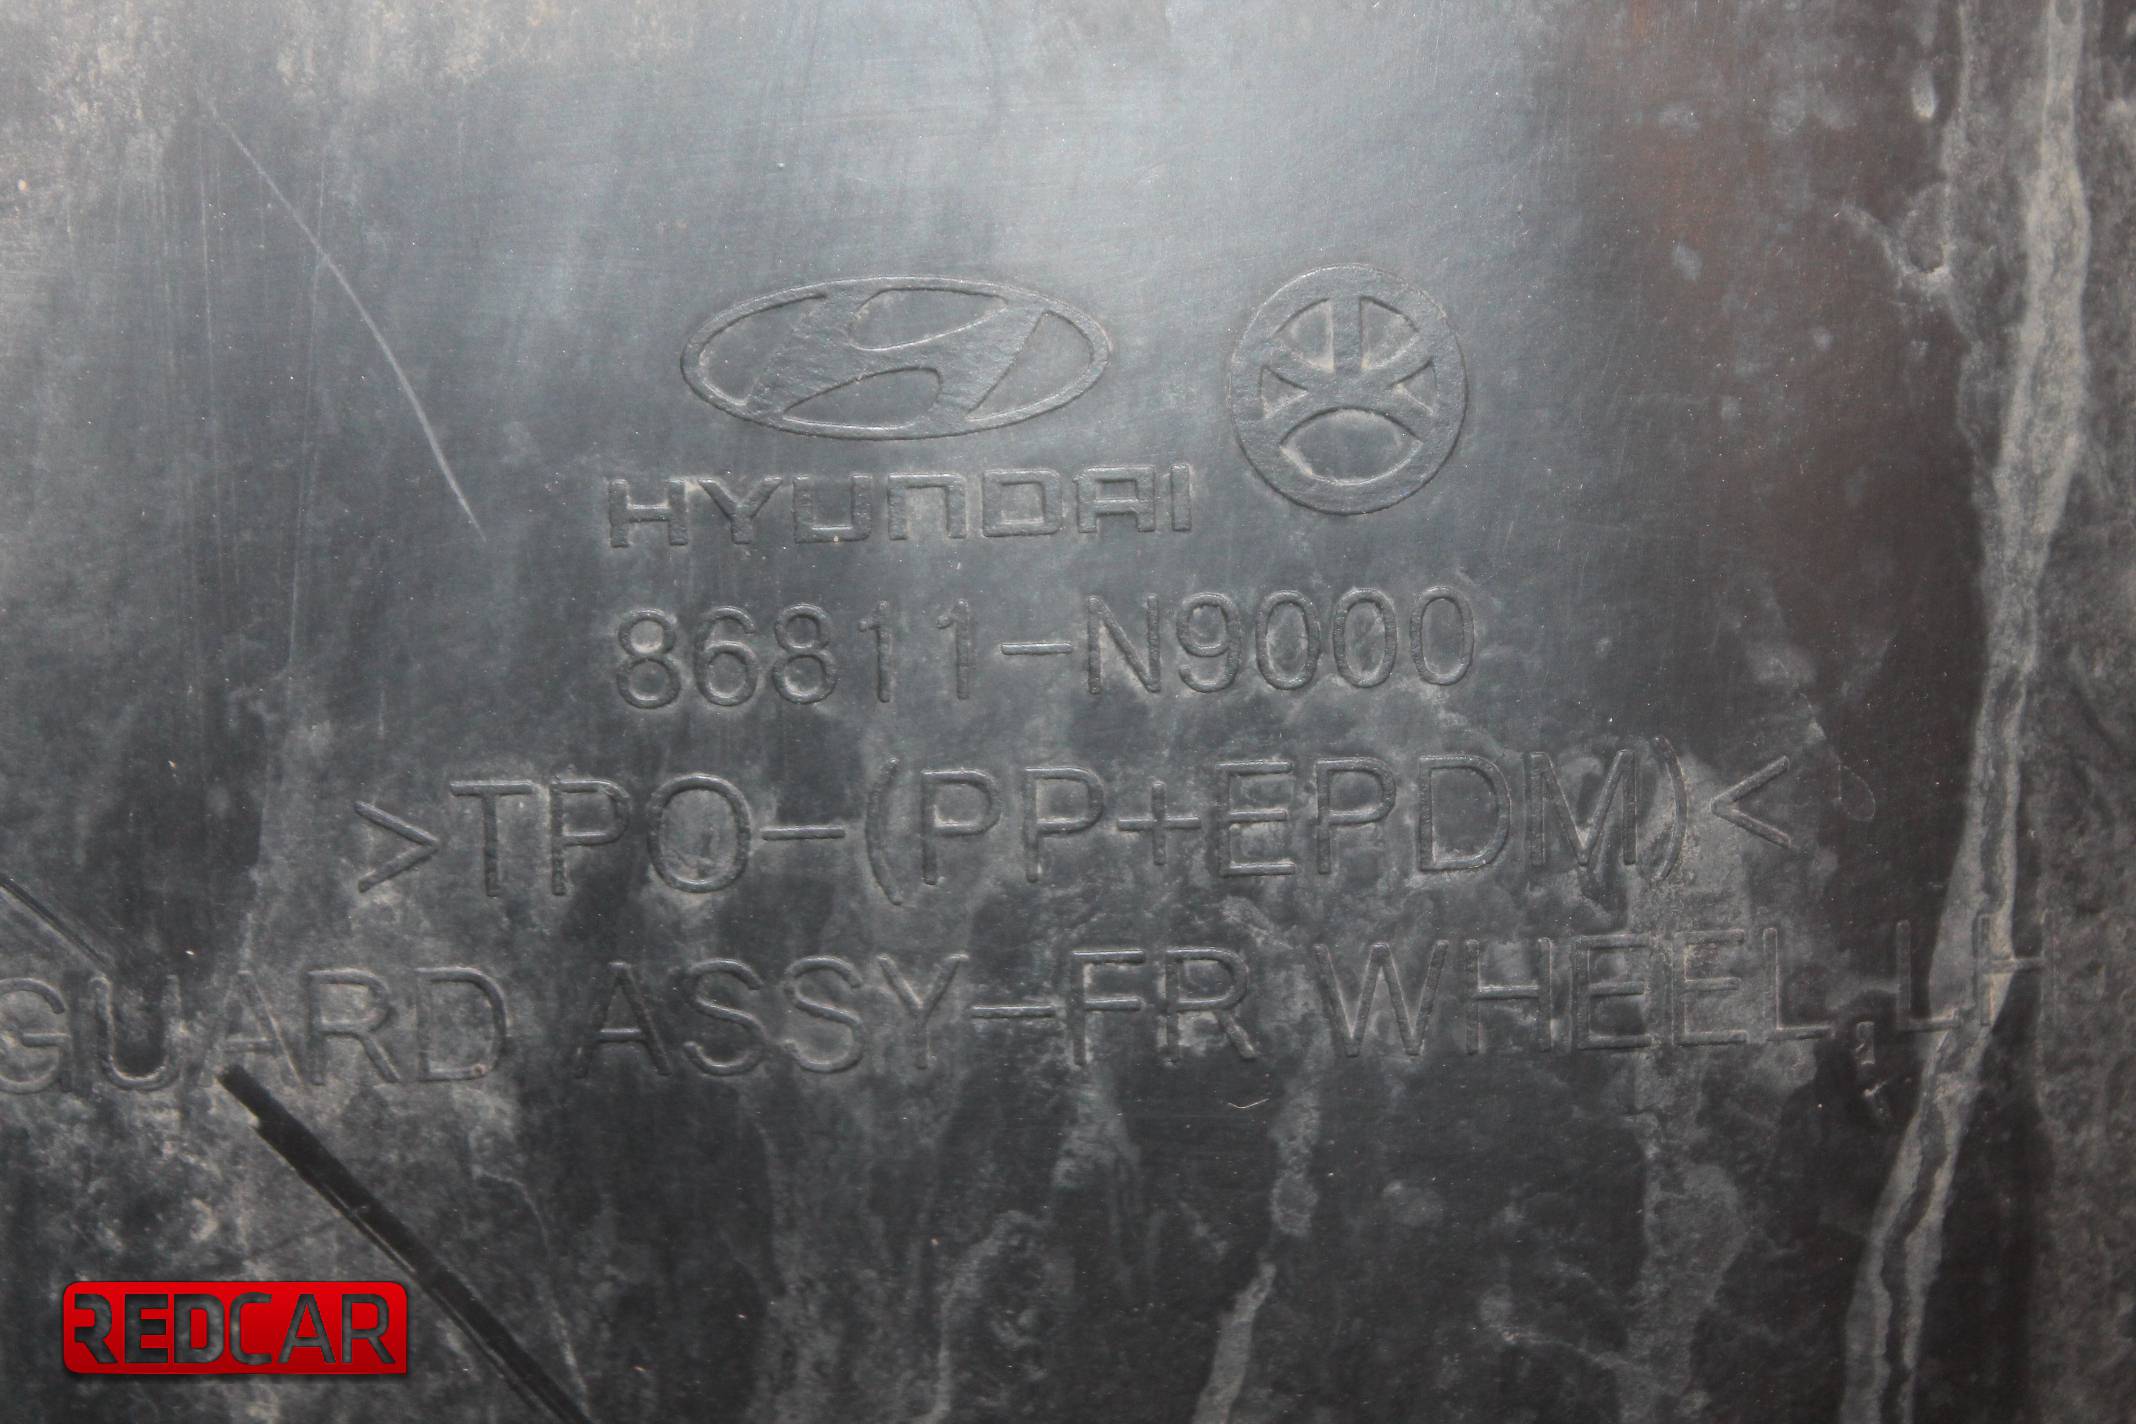 HYUNDAI
86811-N9000
>TPO-(PP+EPDM)<
GUARD ASSY-FR WHEEL,LH
REDCAR